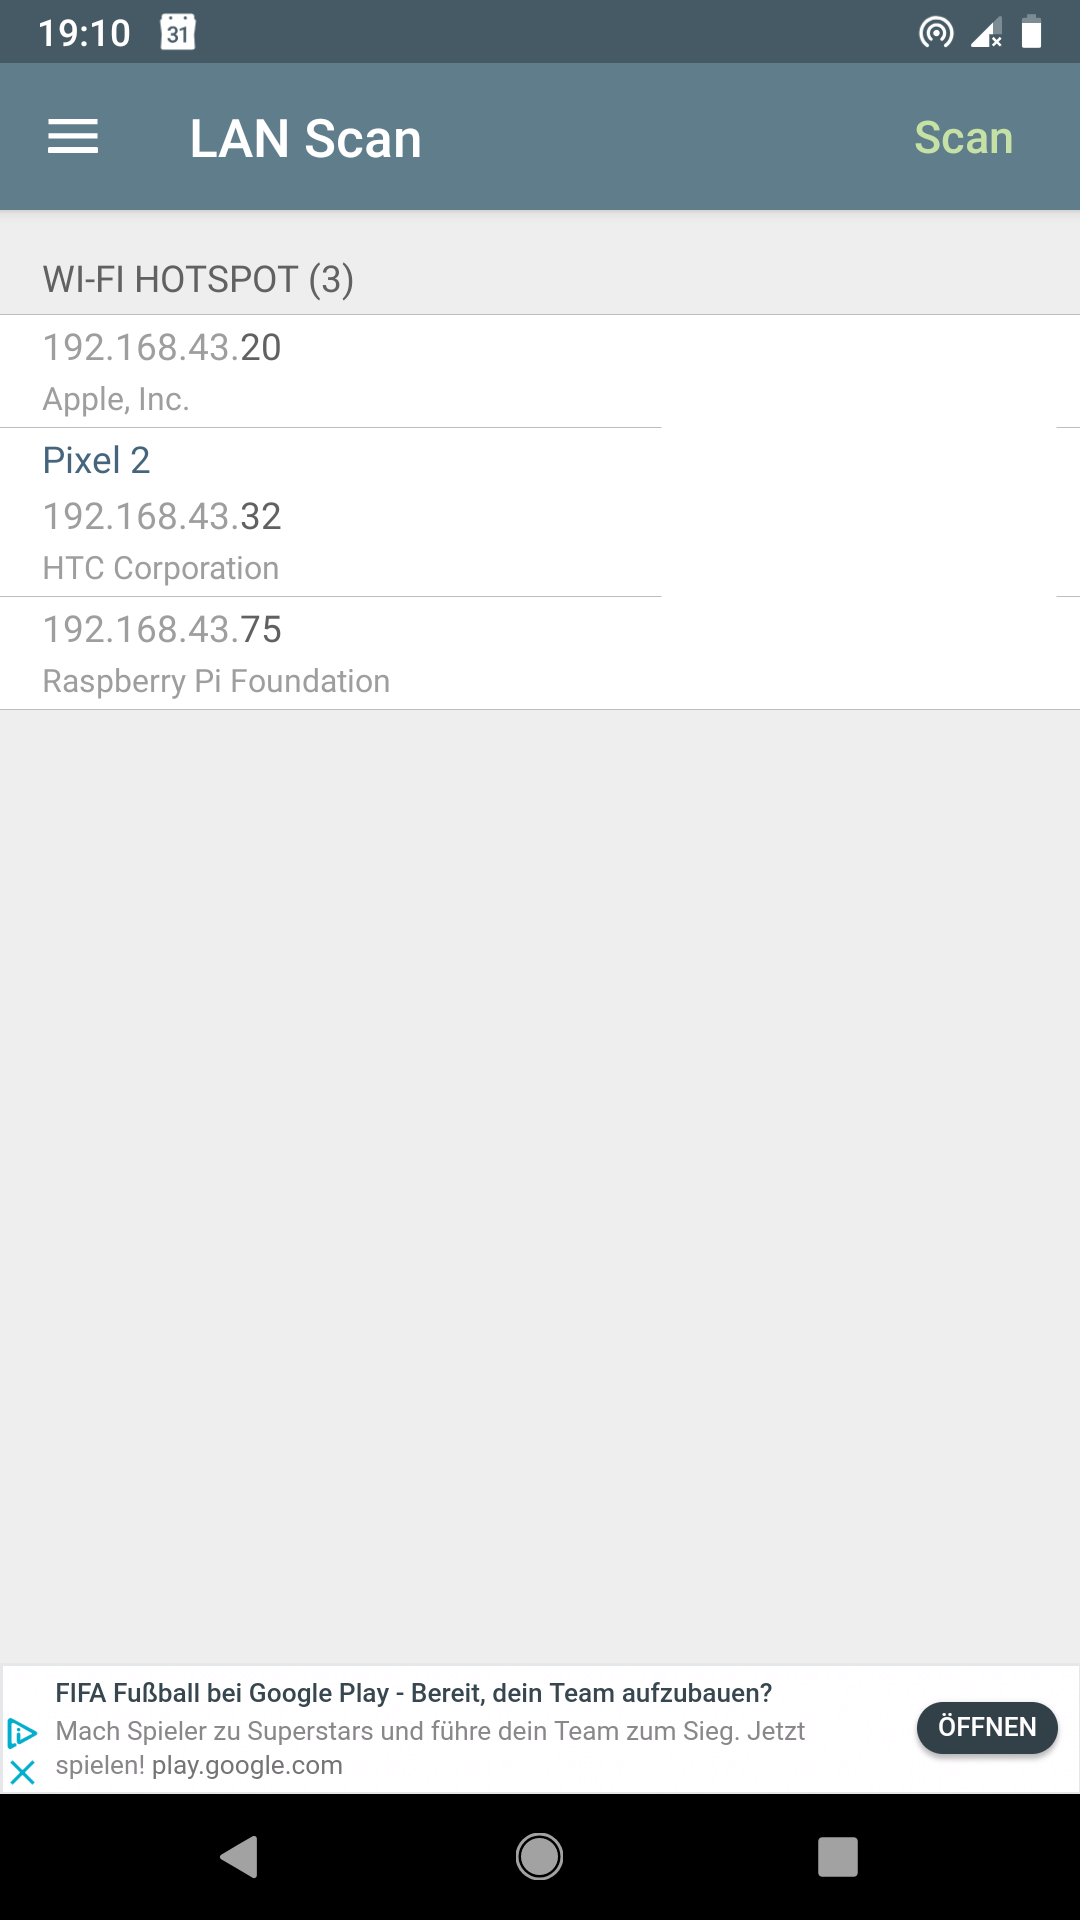 19:10 31
LAN Scan Scan
WI-FI HOTSPOT (3)
192.168.43.20
Apple, Inc.
Pixel 2
192.168.43.32
HTC Corporation
192.168.43.75
Raspberry Pi Foundation
FIFA Fußball bei Google Play - Bereit, dein Team aufzubauen?
Mach Spieler zu Superstars und führe dein Team zum Sieg. Jetzt
spielen! play.google.com
ÖFFNEN